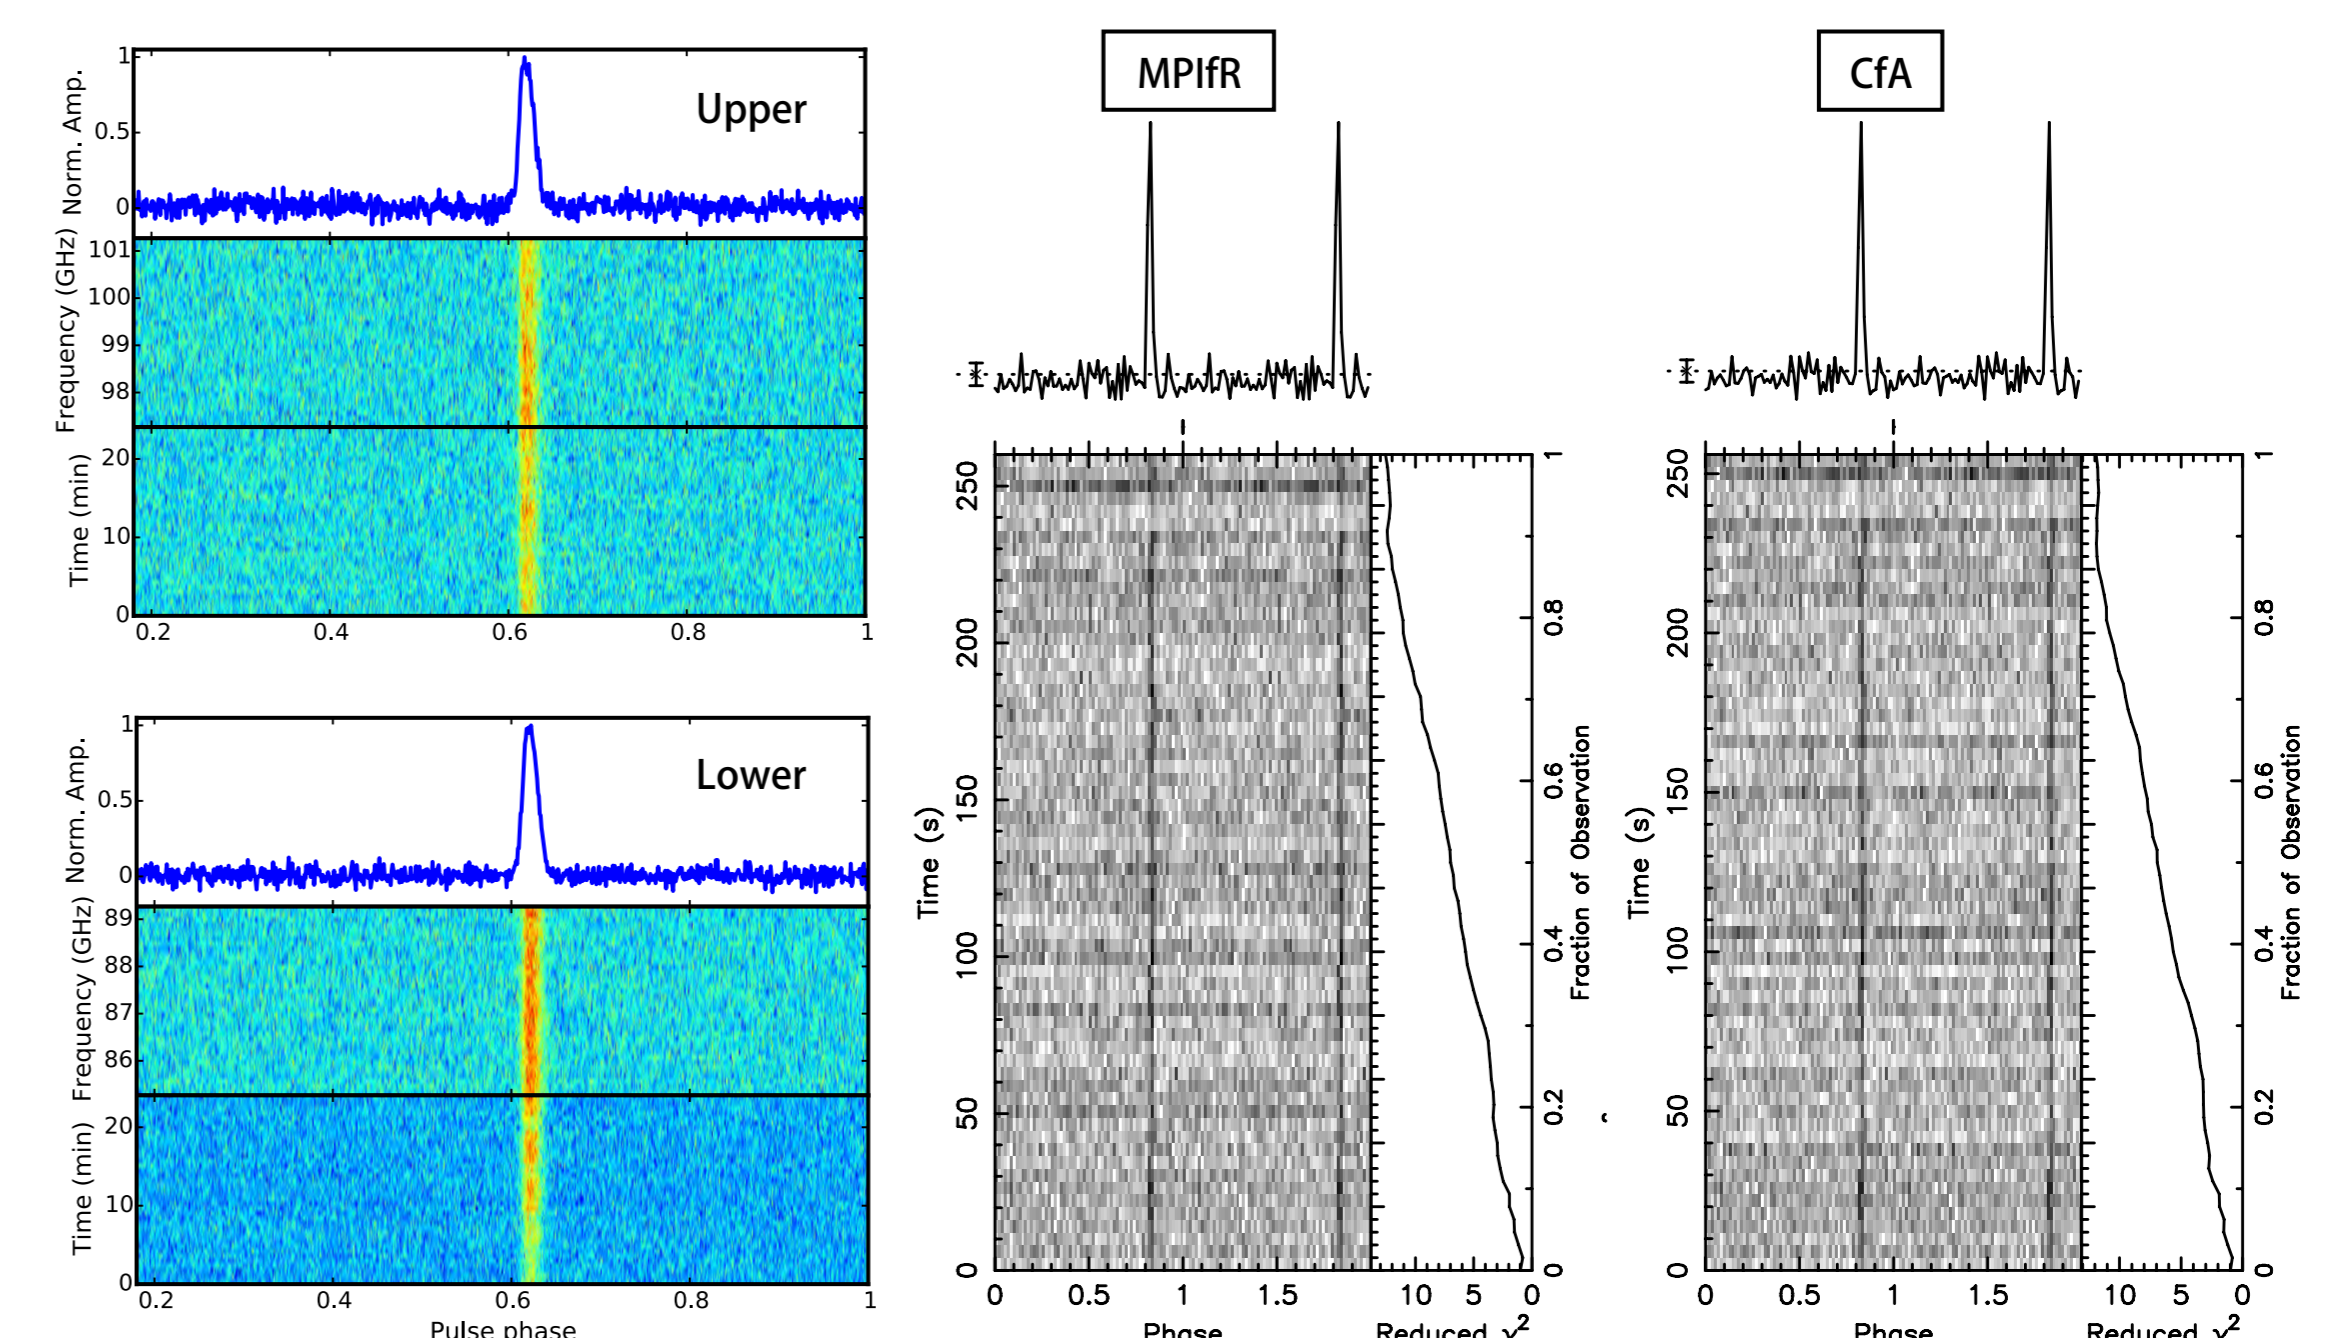 Upper
Norm. Amp.
1
0.5
0
Frequency (GHz)
101
100
99
98
Time (min)
20
10
0
0.2 0.4 0.6 0.8 1
Lower
Norm. Amp.
1
0.5
0
Frequency (GHz)
89
88
87
86
Time (min)
20
10
0
0.2 0.4 0.6 0.8 1
Pulse phase
MPIfR
Time (s)
250
200
150
100
50
0
0 0.5 1 1.5
Phase
10 5 0
Reduced χ²
Fraction of Observation
1
0.8
0.6
0.4
0.2
0
CfA
Time (s)
250
200
150
100
50
0
0 0.5 1 1.5
Phase
10 5 0
Reduced χ²
Fraction of Observation
1
0.8
0.6
0.4
0.2
0